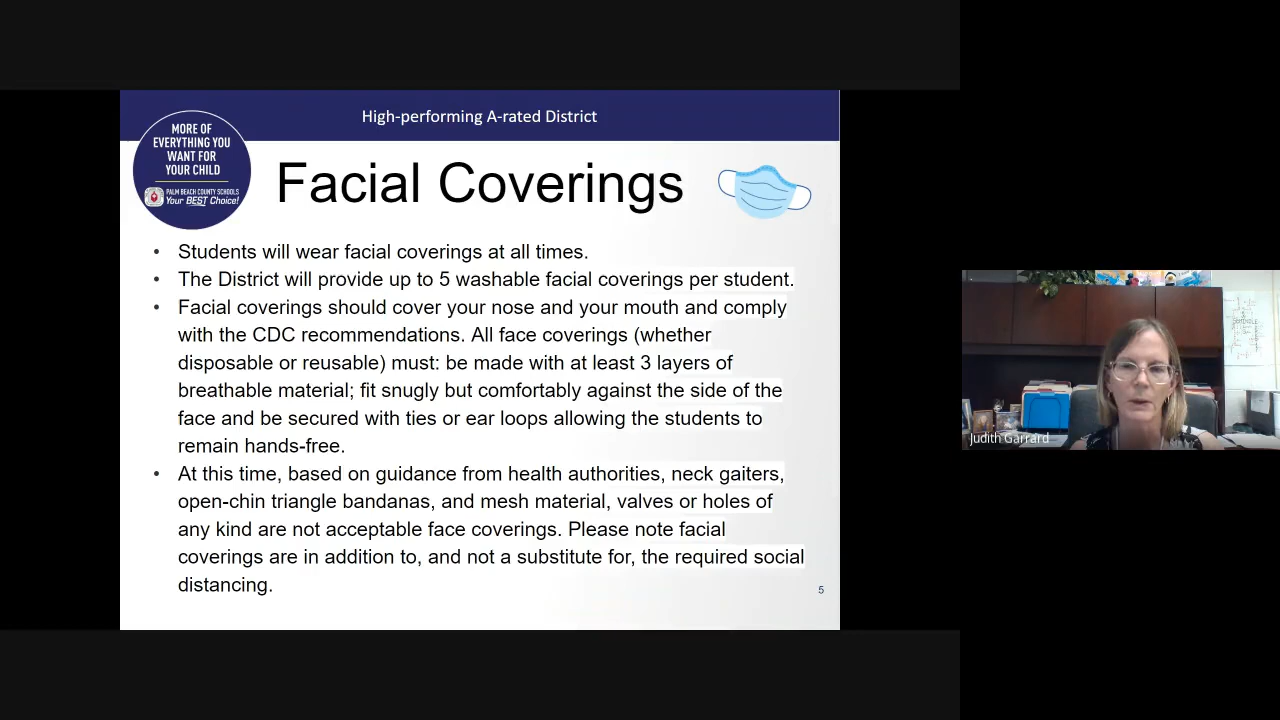 High-performing A-rated District
MORE OF
EVERYTHING YOU
WANT FOR
YOUR CHILD
PALM BEACH COUNTY SCHOOLS
Your BEST Choice!
Facial Coverings
• Students will wear facial coverings at all times.
• The District will provide up to 5 washable facial coverings per student.
• Facial coverings should cover your nose and your mouth and comply
with the CDC recommendations. All face coverings (whether
disposable or reusable) must: be made with at least 3 layers of
breathable material; fit snugly but comfortably against the side of the
face and be secured with ties or ear loops allowing the students to
remain hands-free.
• At this time, based on guidance from health authorities, neck gaiters,
open-chin triangle bandanas, and mesh material, valves or holes of
any kind are not acceptable face coverings. Please note facial
coverings are in addition to, and not a substitute for, the required social
distancing.
5
Judith Garrard